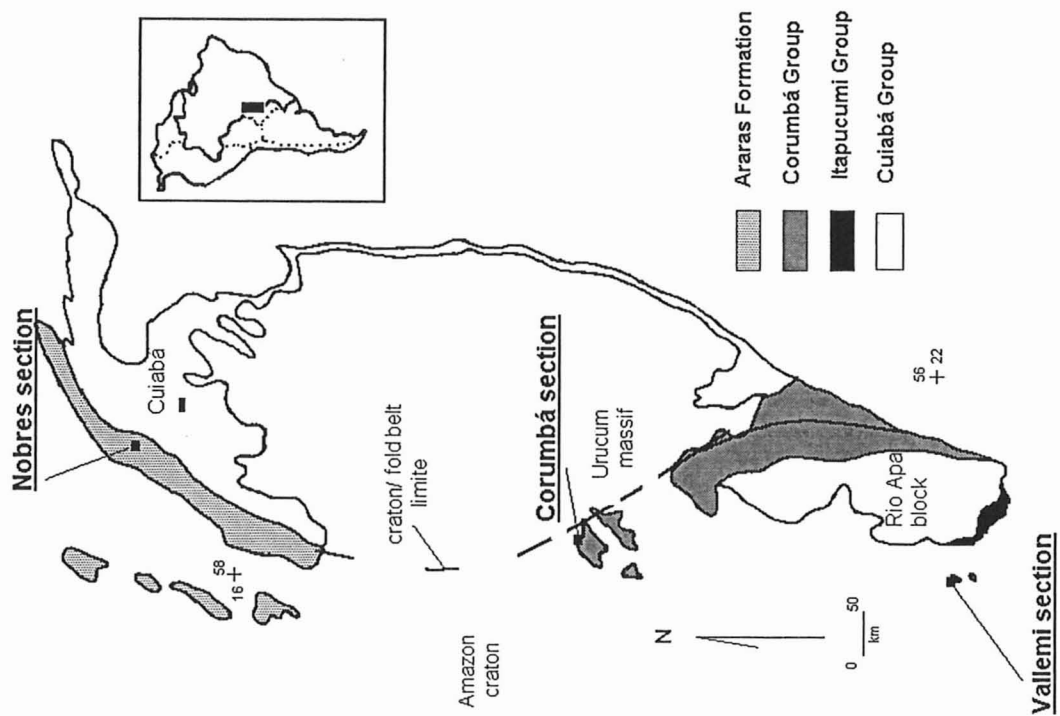 Nobres section
Cuiaba
craton/ fold belt
limite
58
16
Amazon
craton
Corumbá section
Urucum
massif
N
0
50
km
Rio Apa
block
56
22
Vallemi section
Araras Formation
Corumbá Group
Itapucumi Group
Cuiabá Group